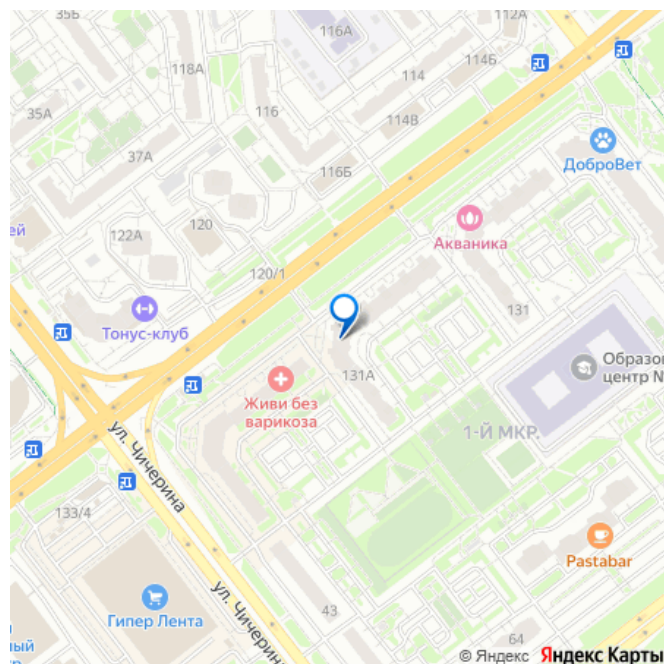 35Б
116А
112А
118А
114Б
114
116
35А
114В
37А
ДоброВет
116Б
120
ей
122А
Акваника
120/1
131
Тонус-клуб
Образов
центр №
131А
Живи без
варикоза
1-Й МКР.
ул. Чичерина
133/4
Pastabar
ул. Чичерина
Гипер Лента
43
ый
64
р
© Яндекс Яндекс Карты